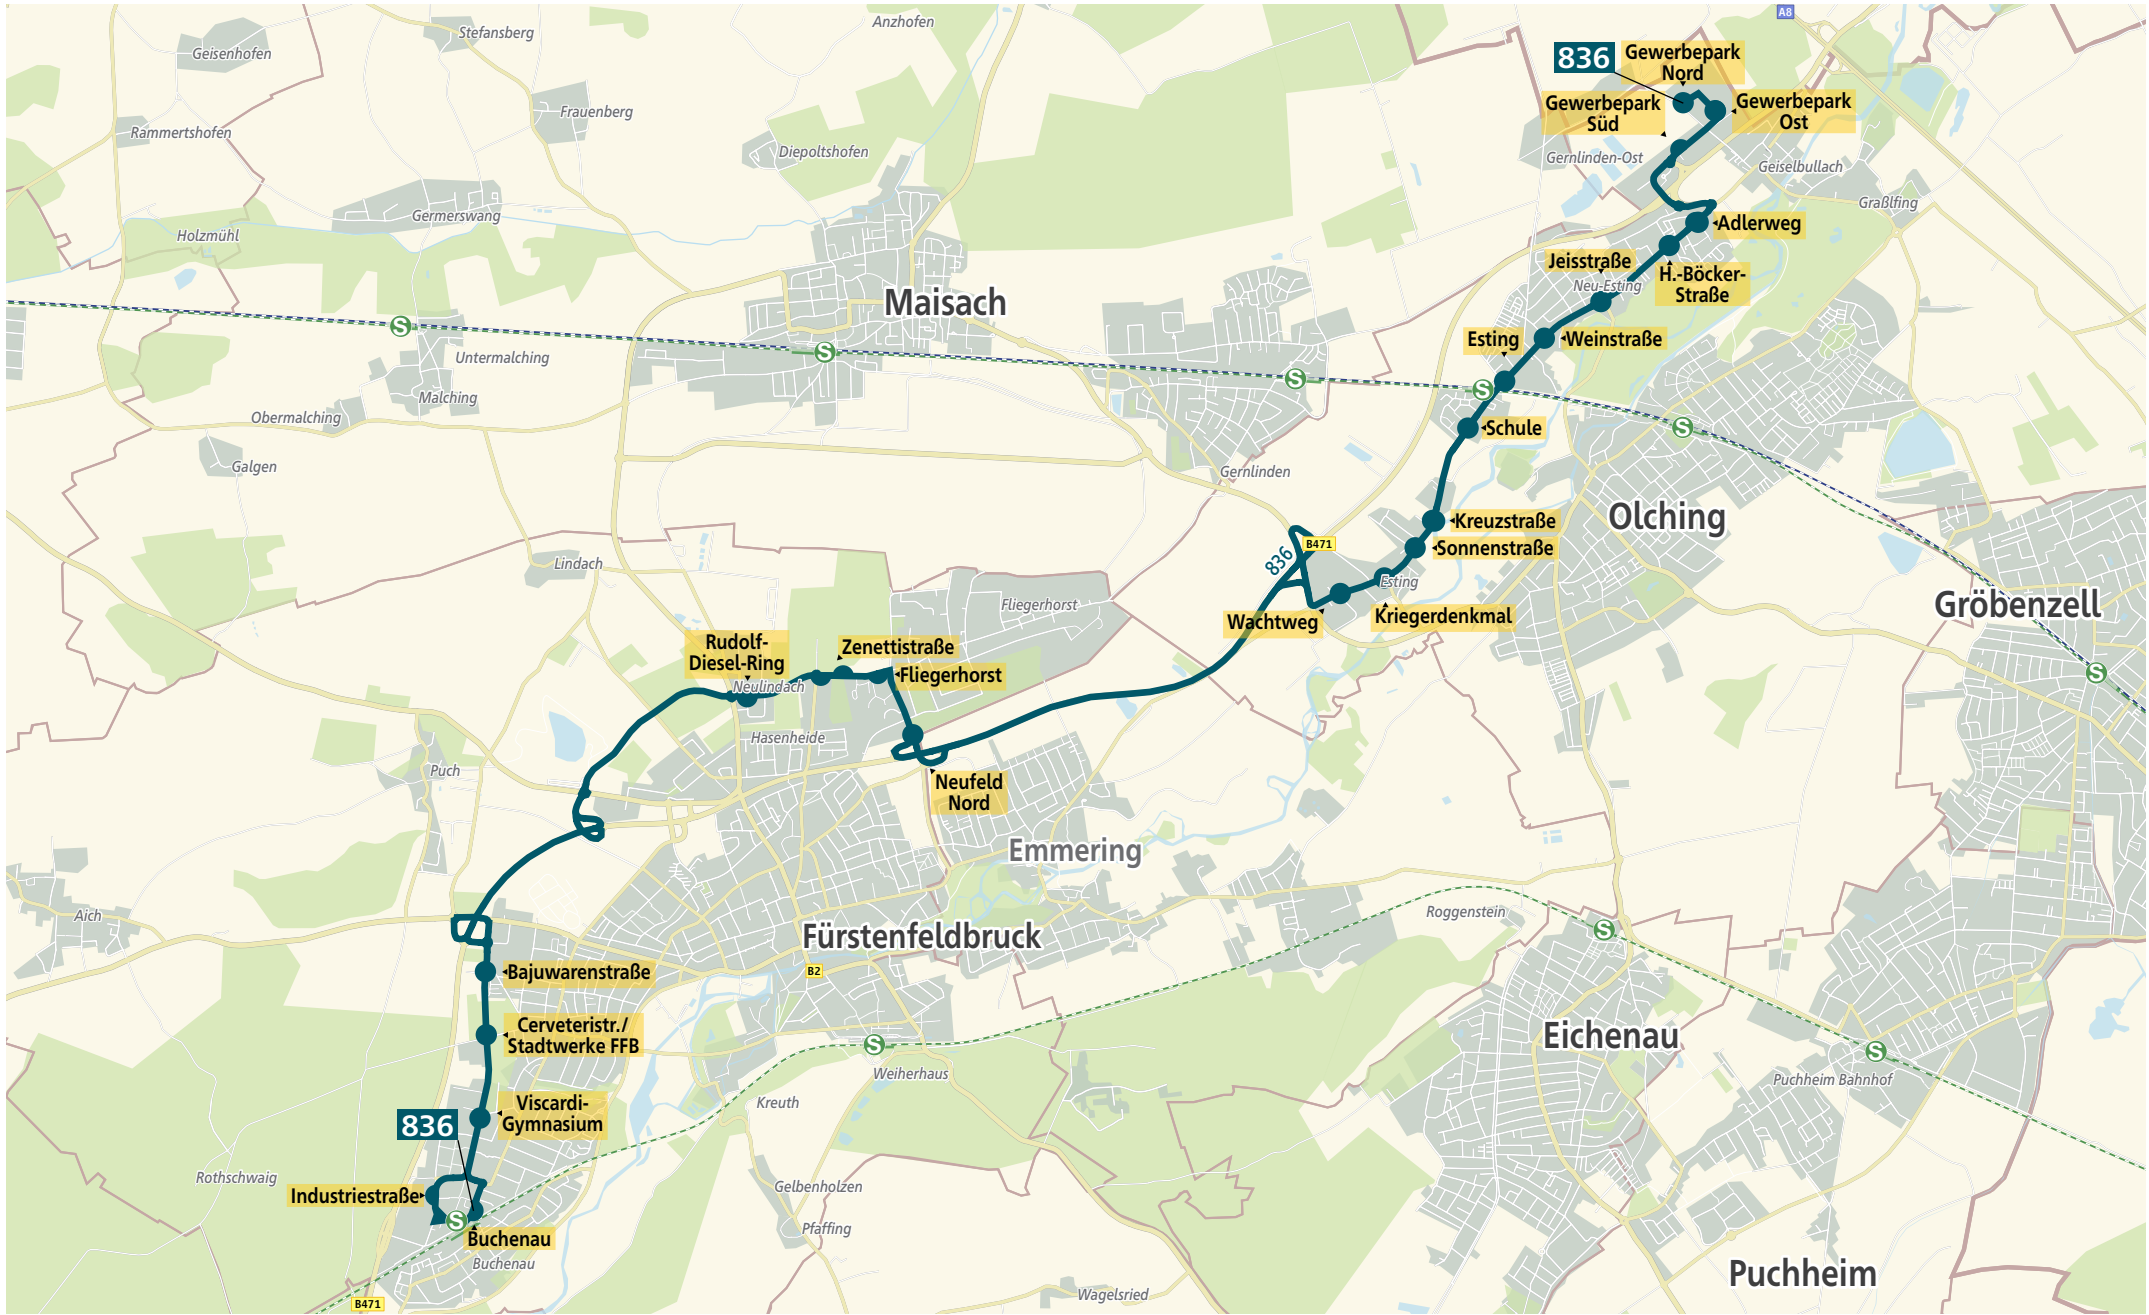 A8
Anzhofen
Stefansberg
Geisenhofen
836
Gewerbepark
Nord
Gewerbepark
Süd
Gewerbepark
Ost
Frauenberg
Rammertshofen
Diepoltshofen
Gernlinden-Ost
Geiselbullach
Graßlfing
Germerswang
Holzmühl
Adlerweg
Jeisstraße
H.-Böcker-
Straße
Neu-Esting
Maisach
S
S
S
S
S
Esting
Weinstraße
Untermalching
Malching
Obermalching
Schule
Galgen
Gernlinden
Olching
Kreuzstraße
Sonnenstraße
B471
836
Lindach
Esting
Fliegerhorst
Gröbenzell
Wachtweg
Kriegerdenkmal
Rudolf-
Diesel-Ring
Zenettistraße
Fliegerhorst
S
Neulindach
Hasenheide
Puch
Neufeld
Nord
Emmering
Aich
Roggenstein
S
Fürstenfeldbruck
B2
Bajuwarenstraße
Cerveteristr./
Stadtwerke FFB
S
Eichenau
S
Weiherhaus
Puchheim Bahnhof
Kreuth
Viscardi-
Gymnasium
836
Rothschwaig
Gelbenholzen
Industriestraße
S
Pfaffing
Buchenau
Buchenau
Puchheim
Wagelsried
B471